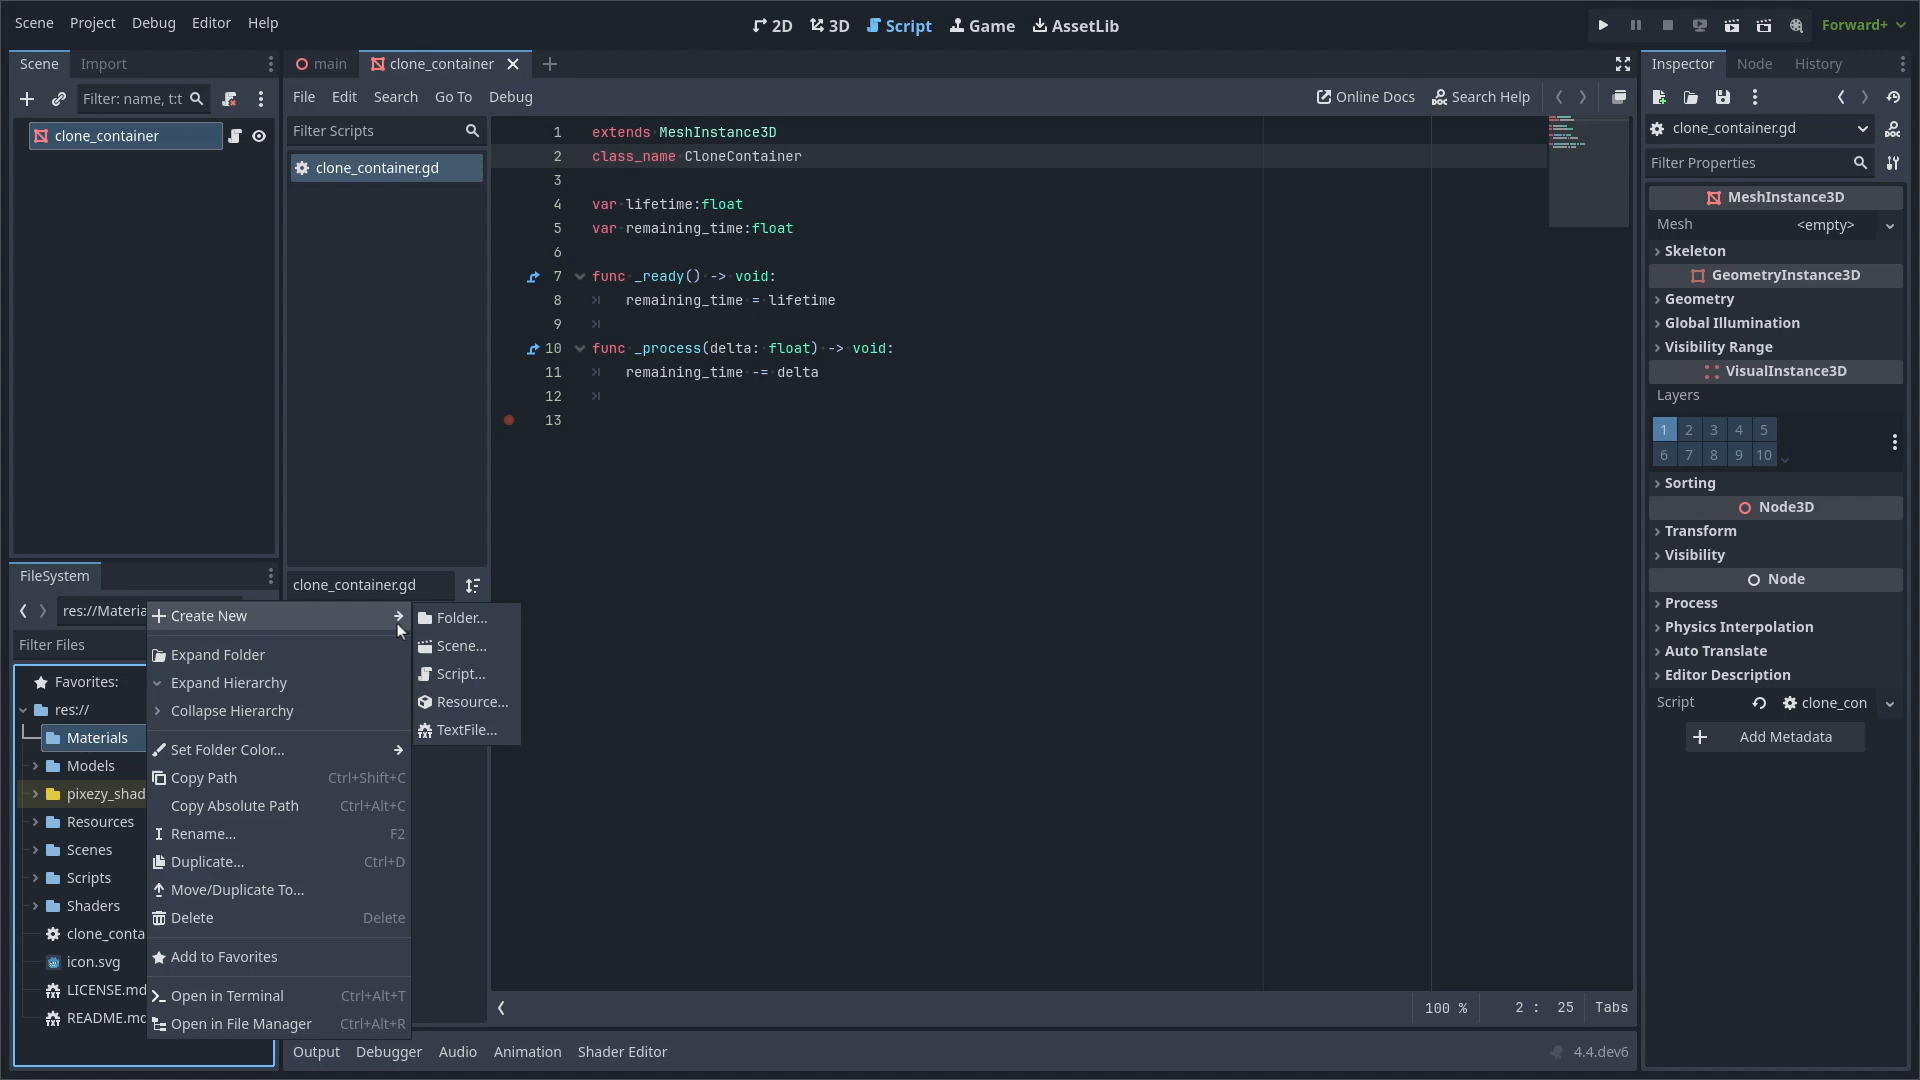 Scene Project Debug Editor Help
2D 3D Script Game AssetLib
Forward+
Scene Import
Filter: name, t:t
clone_container
main clone_container
File Edit Search Go To Debug
Online Docs Search Help
Filter Scripts
clone_container.gd
1 extends MeshInstance3D
2 class_name CloneContainer
3
4 var lifetime:float
5 var remaining_time:float
6
7 func _ready() -> void:
8 remaining_time = lifetime
9
10 func _process(delta: float) -> void:
11 remaining_time -= delta
12
13
clone_container.gd
FileSystem
res://Materia
Filter Files
Favorites:
res://
Materials
Models
pixezy_shad
Resources
Scenes
Scripts
Shaders
clone_conta
icon.svg
LICENSE.md
README.md
Create New
Expand Folder
Expand Hierarchy
Collapse Hierarchy
Set Folder Color...
Copy Path Ctrl+Shift+C
Copy Absolute Path Ctrl+Alt+C
Rename... F2
Duplicate... Ctrl+D
Move/Duplicate To...
Delete Delete
Add to Favorites
Open in Terminal Ctrl+Alt+T
Open in File Manager Ctrl+Alt+R
Folder...
Scene...
Script...
Resource...
TextFile...
100 % 2 : 25 Tabs
Output Debugger Audio Animation Shader Editor
4.4.dev6
Inspector Node History
clone_container.gd
Filter Properties
MeshInstance3D
Mesh <empty>
Skeleton
GeometryInstance3D
Geometry
Global Illumination
Visibility Range
VisualInstance3D
Layers
1 2 3 4 5
6 7 8 9 10
Sorting
Node3D
Transform
Visibility
Node
Process
Physics Interpolation
Auto Translate
Editor Description
Script clone_con
Add Metadata